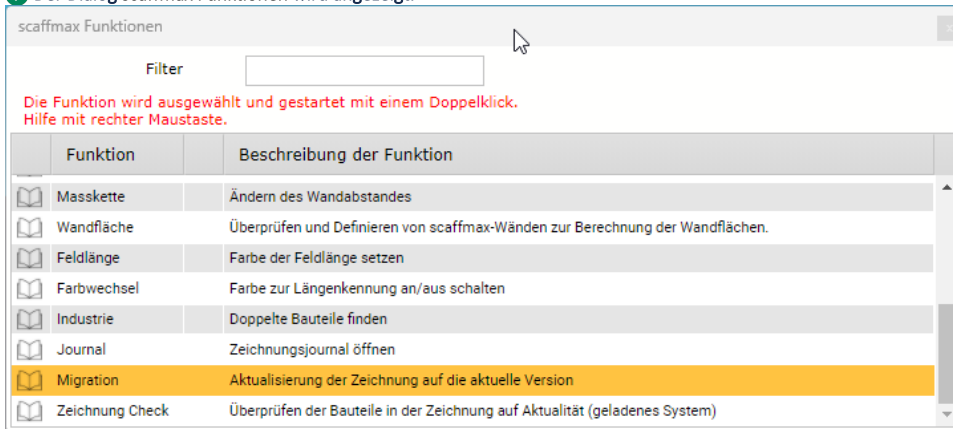 scaffmax Funktionen
Filter
Die Funktion wird ausgewählt und gestartet mit einem Doppelklick.
Hilfe mit rechter Maustaste.
Funktion Beschreibung der Funktion
Masskette Ändern des Wandabstandes
Wandfläche Überprüfen und Definieren von scaffmax-Wänden zur Berechnung der Wandflächen.
Feldlänge Farbe der Feldlänge setzen
Farbwechsel Farbe zur Längenkennung an/aus schalten
Industrie Doppelte Bauteile finden
Journal Zeichnungsjournal öffnen
Migration Aktualisierung der Zeichnung auf die aktuelle Version
Zeichnung Check Überprüfen der Bauteile in der Zeichnung auf Aktualität (geladenes System)